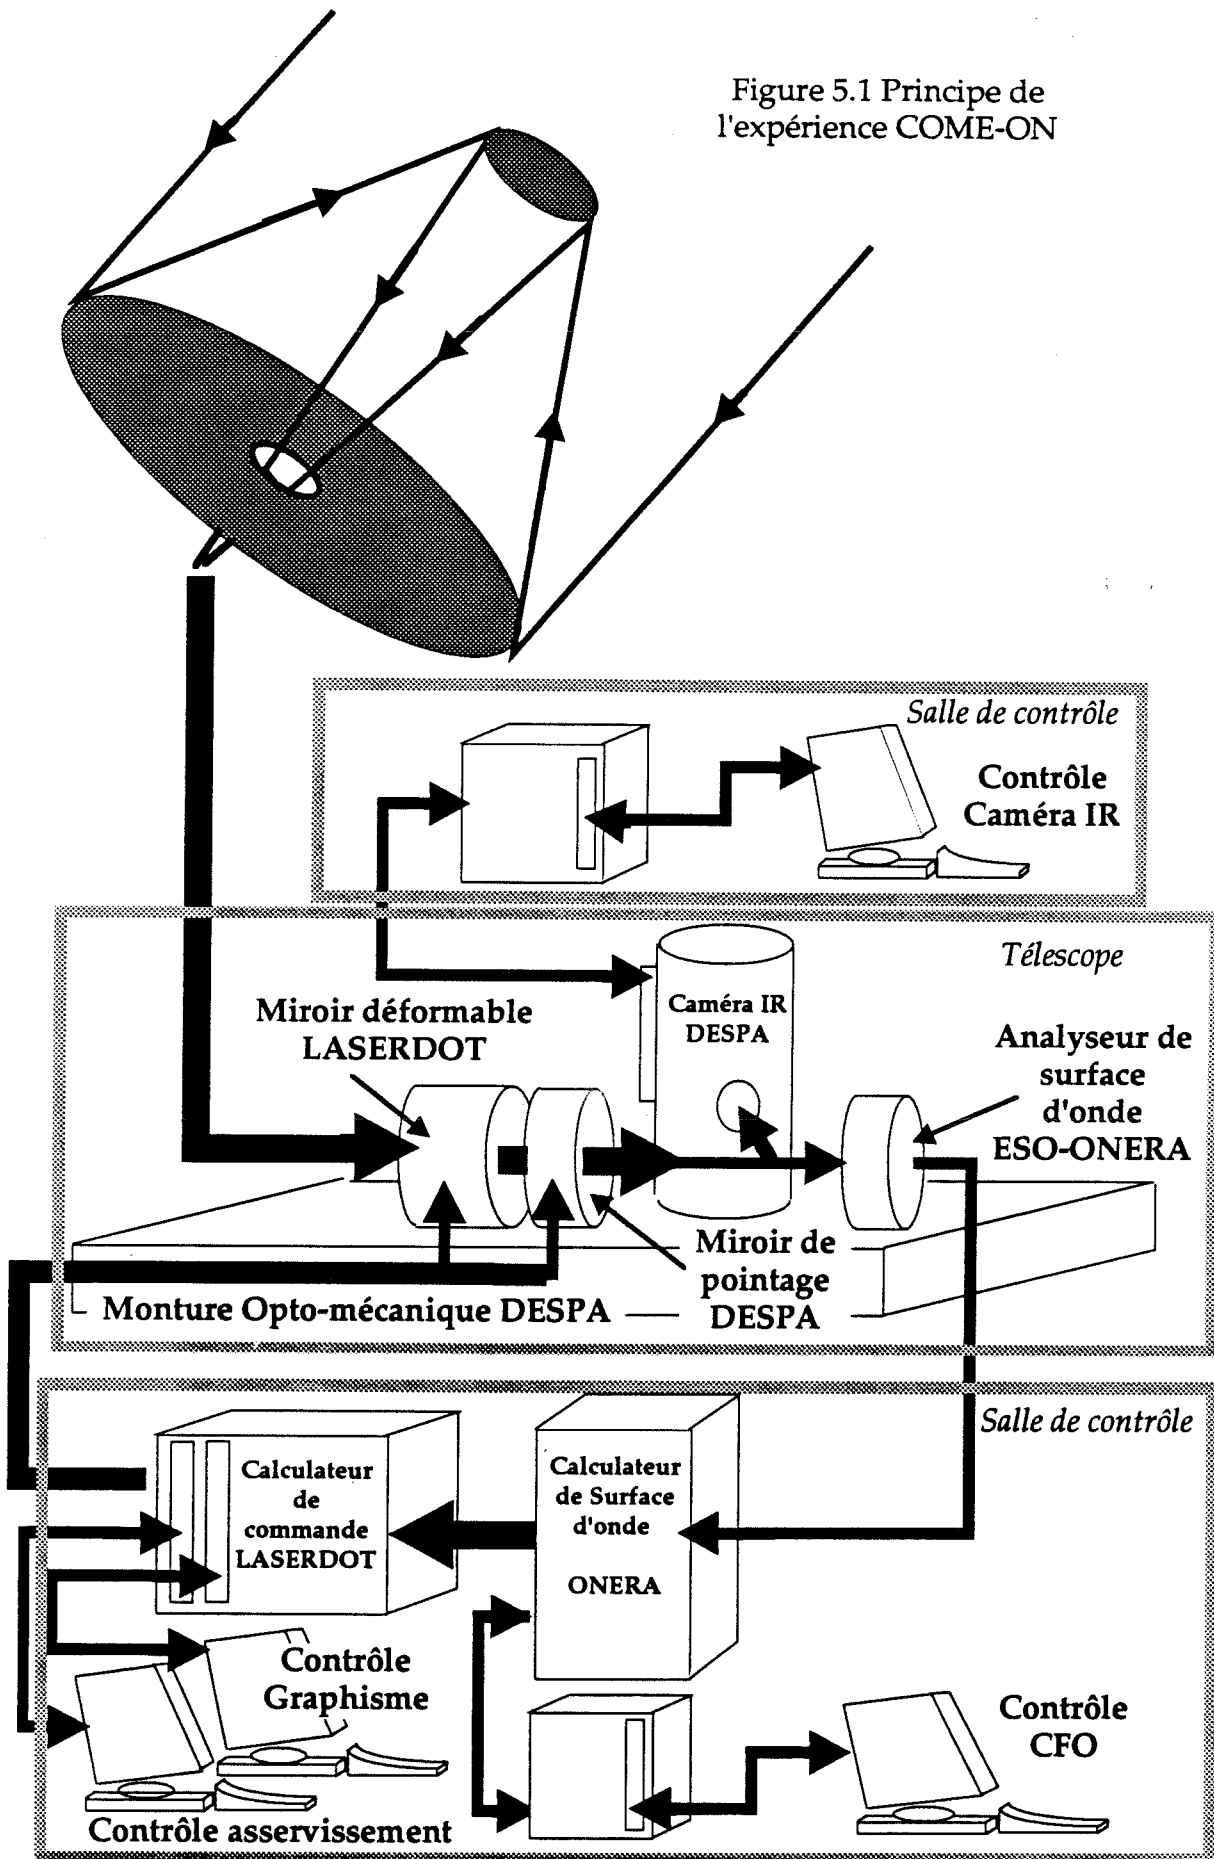 Figure 5.1 Principe de
l'expérience COME-ON
Salle de contrôle
Contrôle
Caméra IR
Télescope
Caméra IR
DESPA
Miroir déformable
LASERDOT
Analyseur de
surface
d'onde
ESO-ONERA
Miroir de
pointage
DESPA
Monture Opto-mécanique DESPA
Salle de contrôle
Calculateur
de
commande
LASERDOT
Calculateur
de Surface
d'onde
ONERA
Contrôle
Graphisme
Contrôle
CFO
Contrôle asservissement